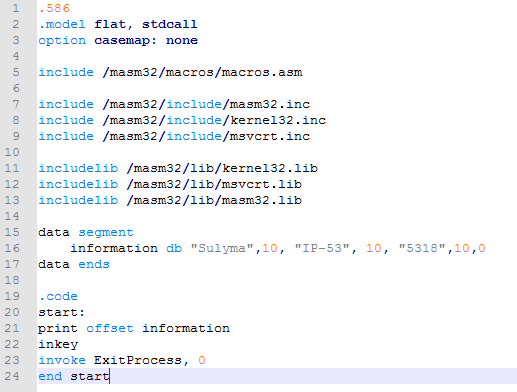 1 .586
2 .model flat, stdcall
3 option casemap: none
4
5 include /masm32/macros/macros.asm
6
7 include /masm32/include/masm32.inc
8 include /masm32/include/kernel32.inc
9 include /masm32/include/msvcrt.inc
10
11 includelib /masm32/lib/kernel32.lib
12 includelib /masm32/lib/msvcrt.lib
13 includelib /masm32/lib/masm32.lib
14
15 data segment
16 information db "Sulyma",10, "IP-53", 10, "5318",10,0
17 data ends
18
19 .code
20 start:
21 print offset information
22 inkey
23 invoke ExitProcess, 0
24 end start